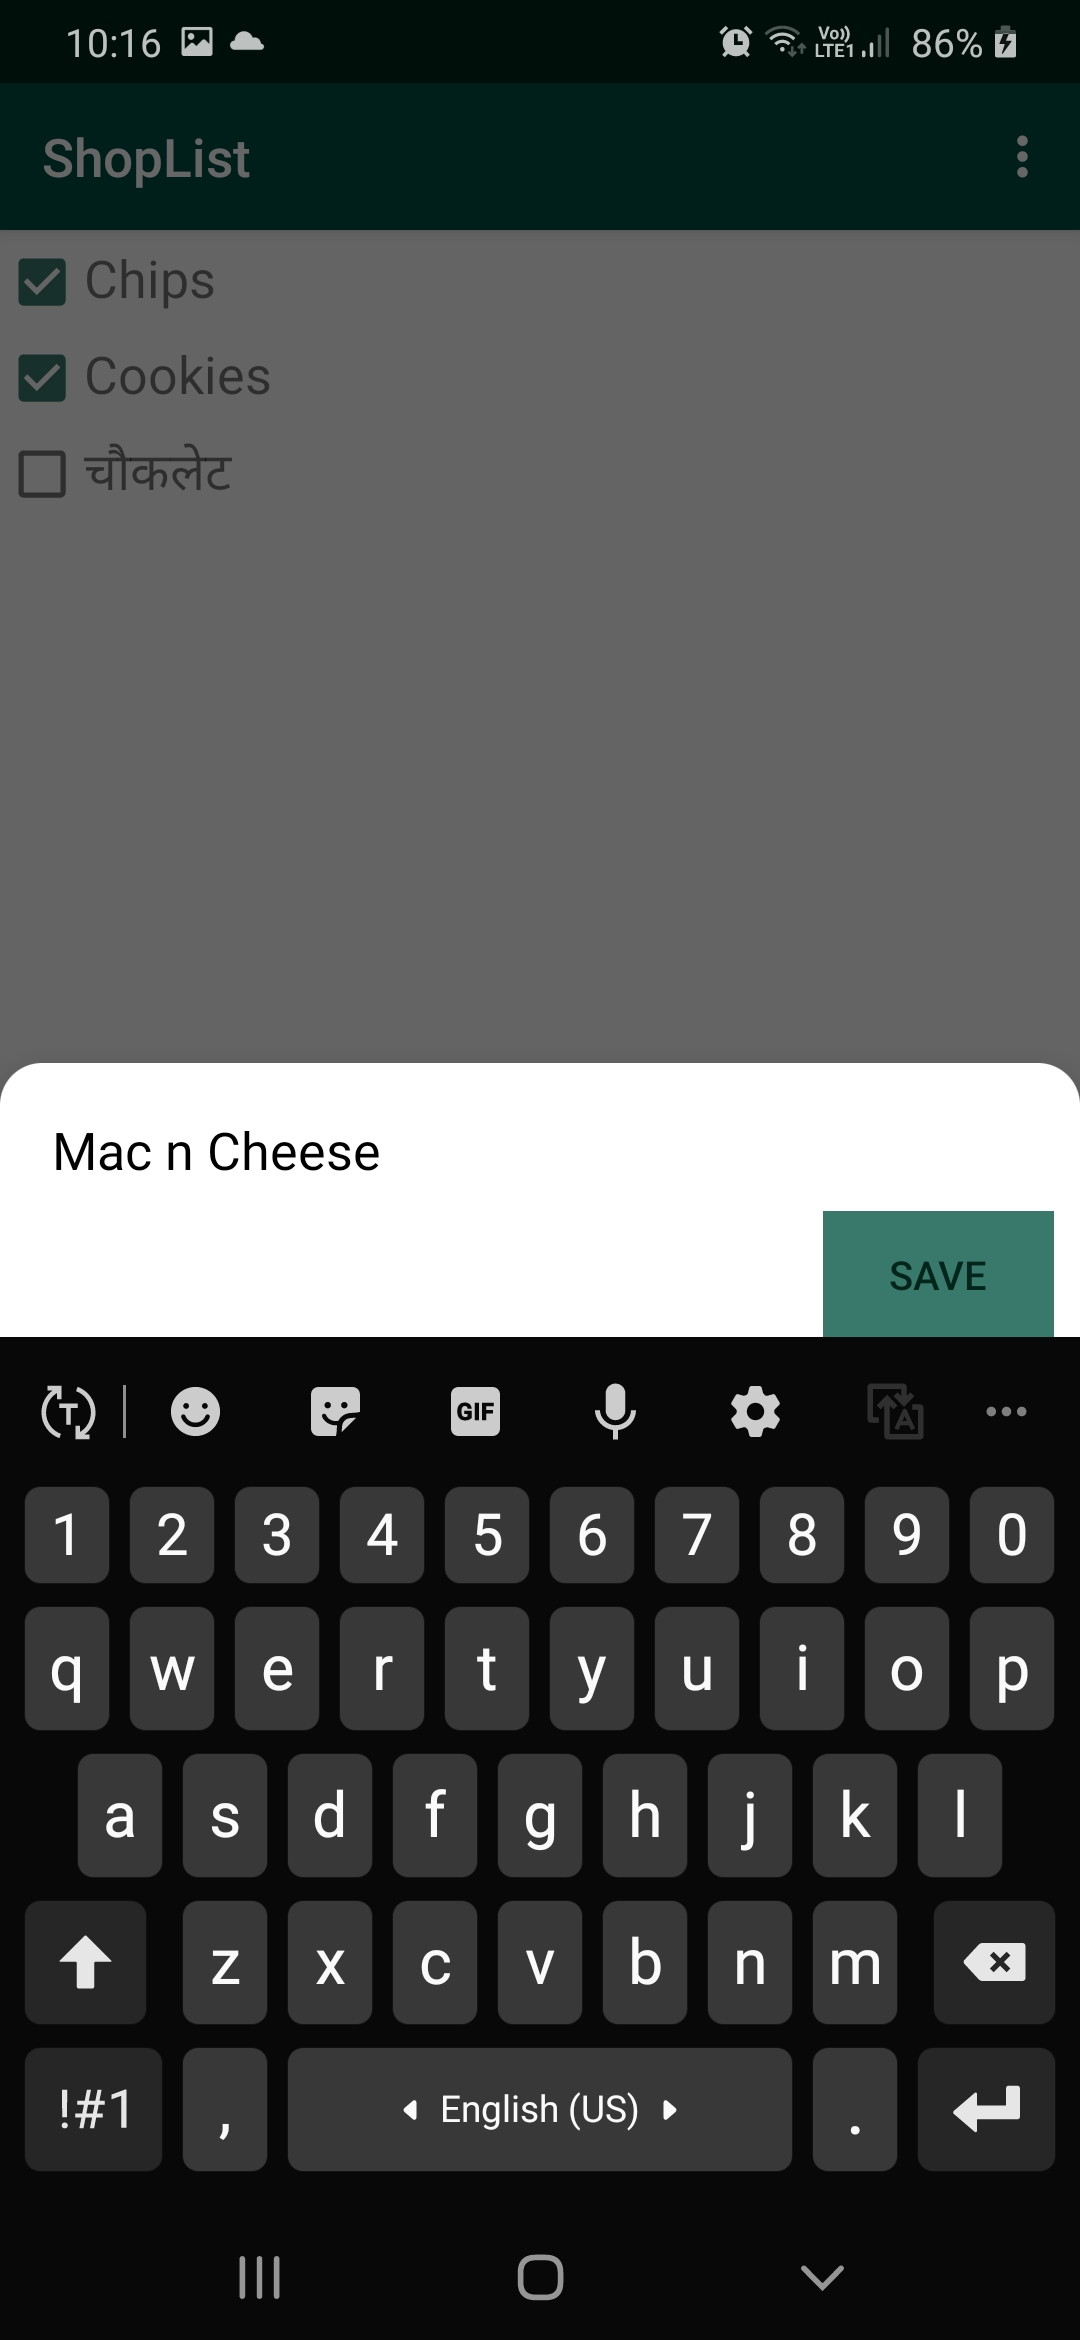 10:16 Vo)) LTE1 86%
ShopList
Chips
Cookies
चौकलेट
Mac n Cheese
SAVE
T GIF A
1 2 3 4 5 6 7 8 9 0
q w e r t y u i o p
a s d f g h j k l
z x c v b n m
!#1 , English (US) .